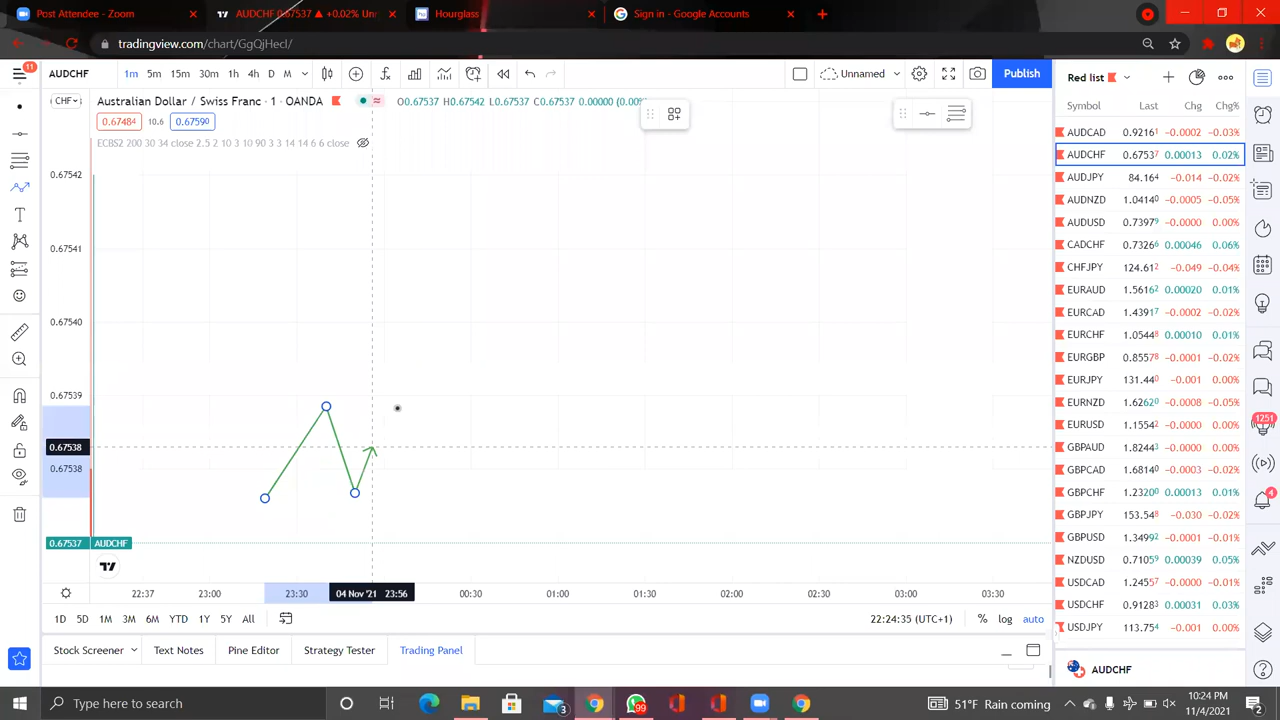 Post Attendee - Zoom
AUDCHF 0.67537 ▲ +0.02% Un
Hourglass
Sign in - Google Accounts
tradingview.com/chart/GgQjHecl/
11
AUDCHF
1m 5m 15m 30m 1h 4h D M
Unnamed
Publish
Red list
CHF
Australian Dollar / Swiss Franc · 1 · OANDA
O0.67537 H0.67542 L0.67537 C0.67537 0.00000 (0.00%
0.67484 10.6 0.67590
ECBS2 200 30 34 close 2.5 2 10 3 10 90 3 3 14 14 6 6 close
Symbol Last Chg Chg%
AUDCAD 0.92161 −0.0002 −0.03%
AUDCHF 0.67537 0.00013 0.02%
AUDJPY 84.164 −0.014 −0.02%
AUDNZD 1.04140 −0.0005 −0.05%
AUDUSD 0.73979 −0.0000 0.00%
CADCHF 0.73266 0.00046 0.06%
CHFJPY 124.612 −0.049 −0.04%
EURAUD 1.56162 0.00020 0.01%
EURCAD 1.43917 −0.0002 −0.02%
EURCHF 1.05448 0.00010 0.01%
EURGBP 0.85578 −0.0001 −0.02%
EURJPY 131.440 −0.001 −0.00%
EURNZD 1.62620 −0.0008 −0.05%
EURUSD 1.15542 −0.0000 −0.00%
GBPAUD 1.82443 −0.0000 −0.00%
GBPCAD 1.68140 −0.0003 −0.02%
GBPCHF 1.23200 0.00013 0.01%
GBPJPY 153.548 −0.030 −0.02%
GBPUSD 1.34992 −0.0001 −0.01%
NZDUSD 0.71059 0.00039 0.05%
USDCAD 1.24557 −0.0000 −0.00%
USDCHF 0.91283 0.00031 0.03%
USDJPY 113.754 −0.001 0.00%
1251
4
0.67542
0.67541
0.67540
0.67539
0.67538
0.67538
0.67537 AUDCHF
22:37 23:00 23:30 04 Nov '21 23:56 00:30 01:00 01:30 02:00 02:30 03:00 03:30
1D 5D 1M 3M 6M YTD 1Y 5Y All
22:24:35 (UTC+1) % log auto
Stock Screener Text Notes Pine Editor Strategy Tester Trading Panel
AUDCHF
Type here to search
3
99
51°F Raining coming
10:24 PM
11/4/2021
2